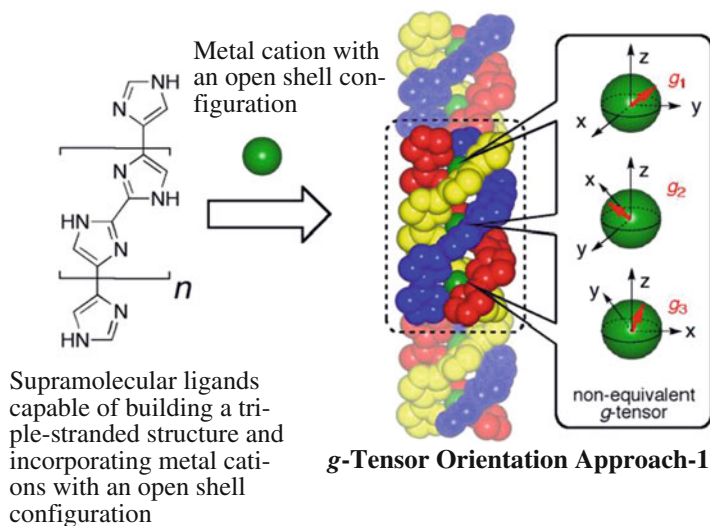 Metal cation with
an open shell con-
figuration
NH
N
N
NH
HN
N
HN
N
n
HN
N
Supramolecular ligands
capable of building a tri-
ple-stranded structure and
incorporating metal cati-
ons with an open shell
configuration
z
g1
y
x
z
x
g2
y
z
y
g3
x
non-equivalent
g-tensor
g-Tensor Orientation Approach-1